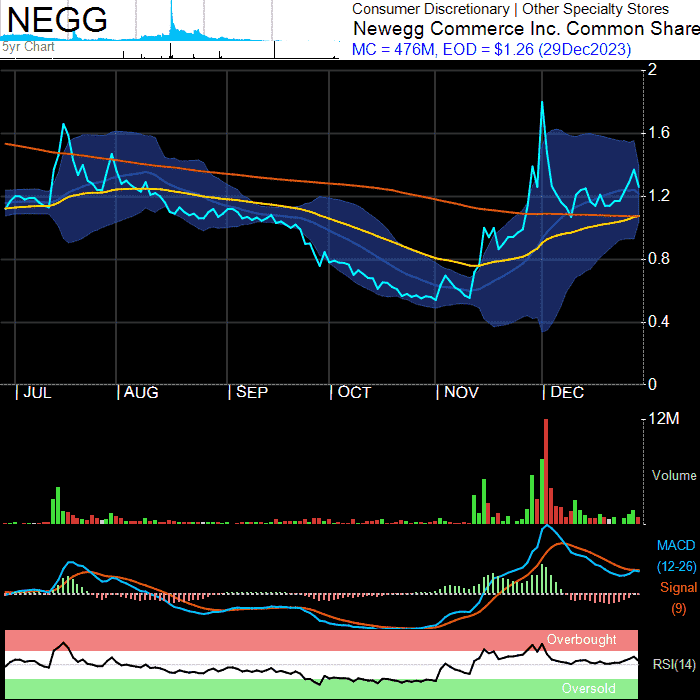 NEGG
5yr Chart
Consumer Discretionary | Other Specialty Stores
Newegg Commerce Inc. Common Share
MC = 476M, EOD = $1.26 (29Dec2023)
2
1.6
1.2
0.8
0.4
0
| JUL | AUG | SEP | OCT | NOV | DEC
12M
Volume
MACD
(12-26)
Signal
(9)
Overbought
RSI(14)
Oversold